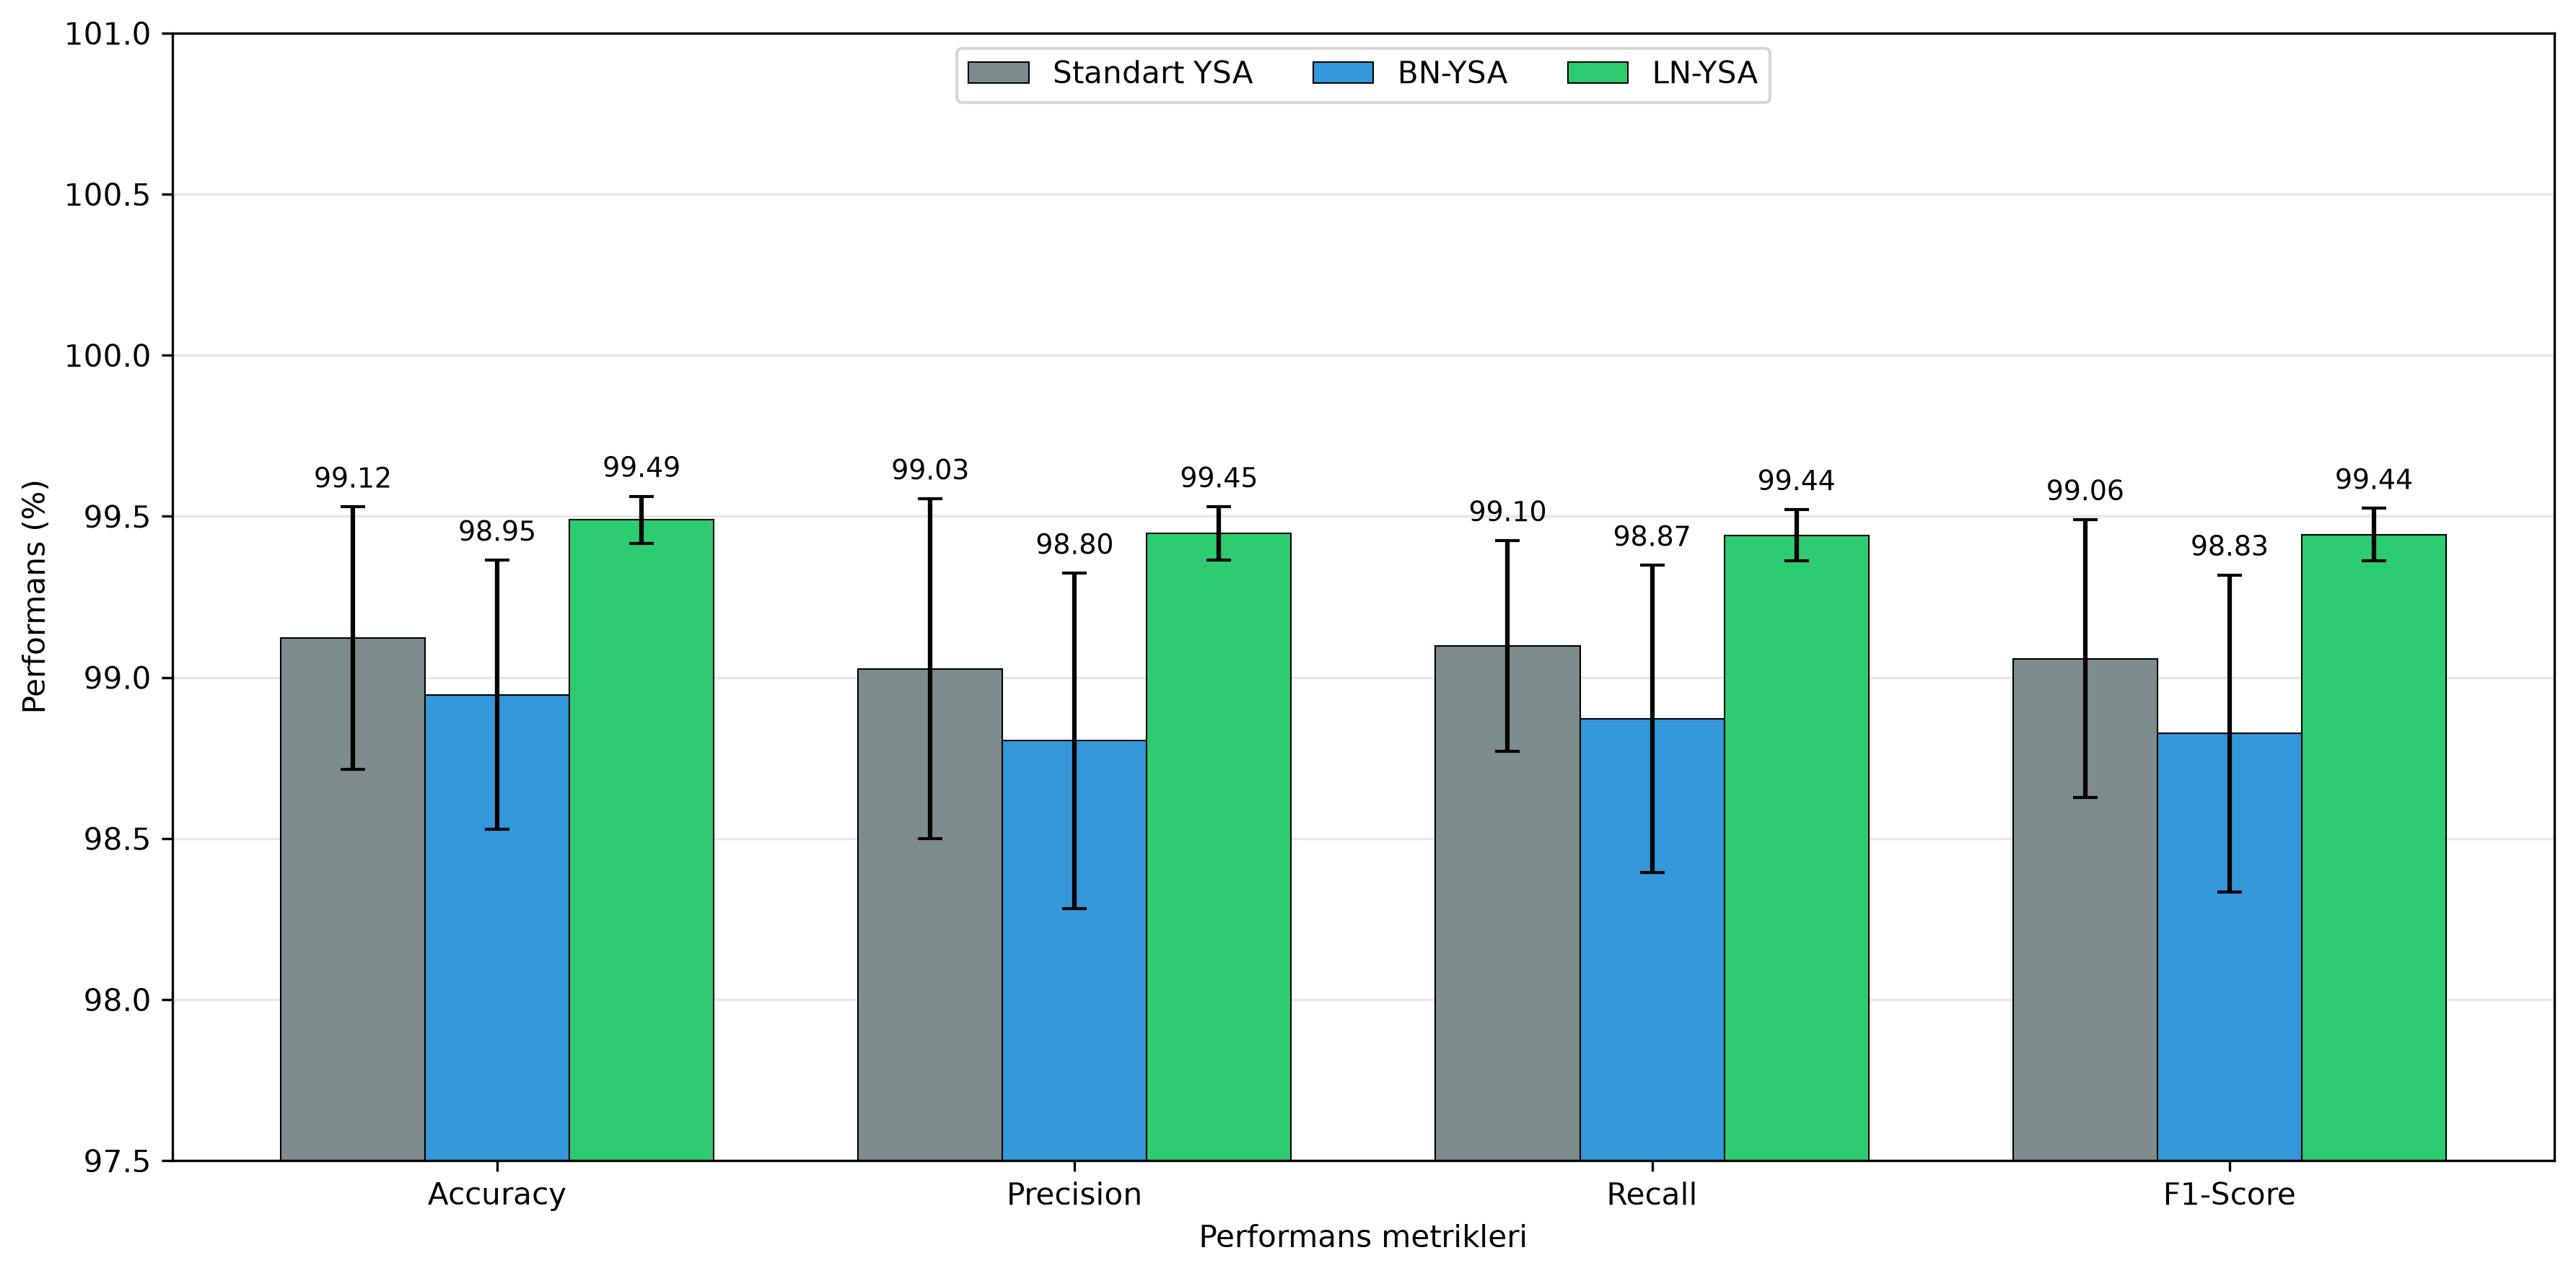 Standart YSA BN-YSA LN-YSA
Performans (%)
101.0
100.5
100.0
99.5
99.0
98.5
98.0
97.5
99.12 98.95 99.49
99.03 98.80 99.45
99.10 98.87 99.44
99.06 98.83 99.44
Accuracy Precision Recall F1-Score
Performans metrikleri